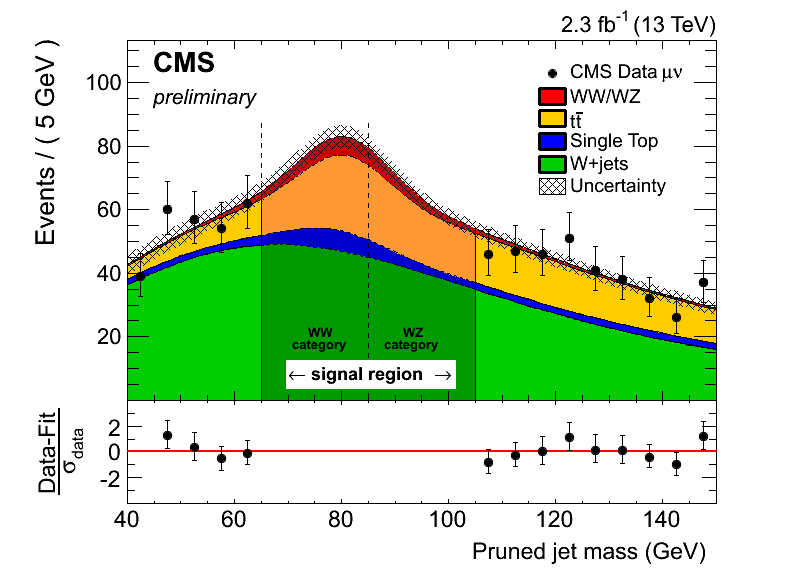 2.3 fb⁻¹ (13 TeV)
CMS
preliminary
CMS Data μν
WW/WZ
tt̄
Single Top
W+jets
Uncertainty
Events / ( 5 GeV )
100
80
60
40
20
WW category
WZ category
← signal region →
Data-Fit
σdata
2
0
-2
40 60 80 100 120 140
Pruned jet mass (GeV)